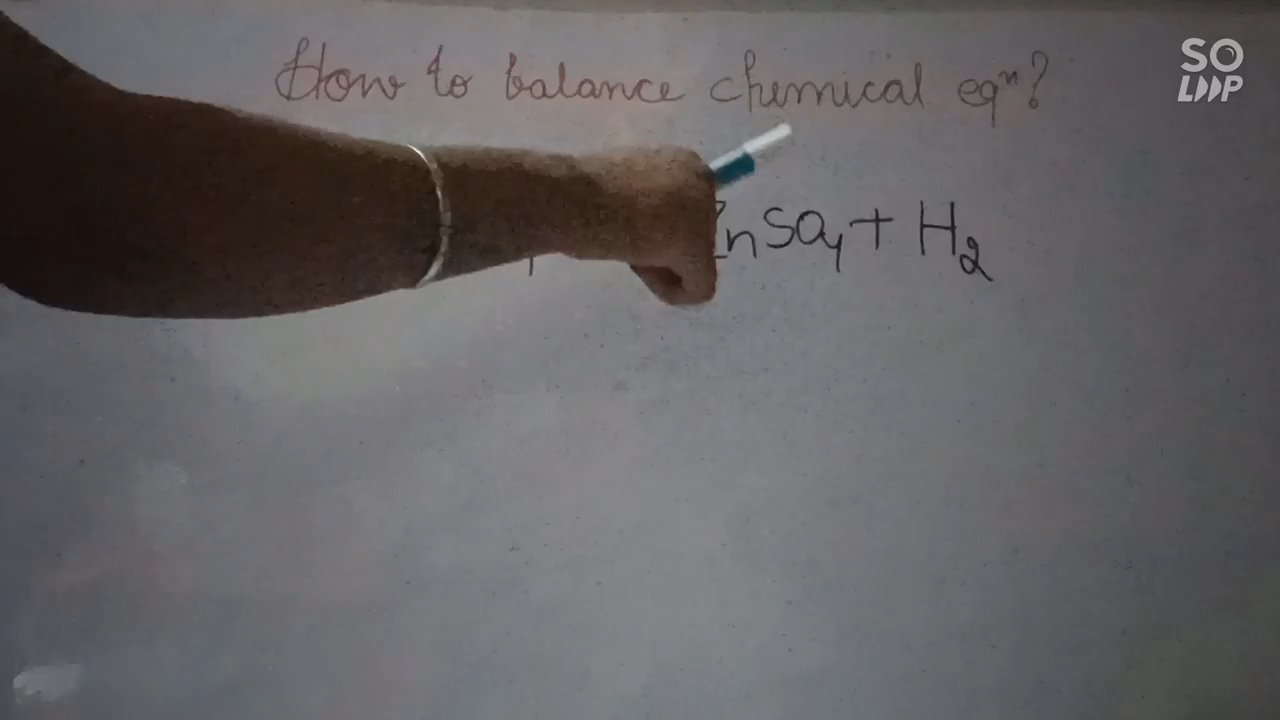 How to balance chemical eqⁿ?
ZnSO₄ + H₂
SO
LOOP